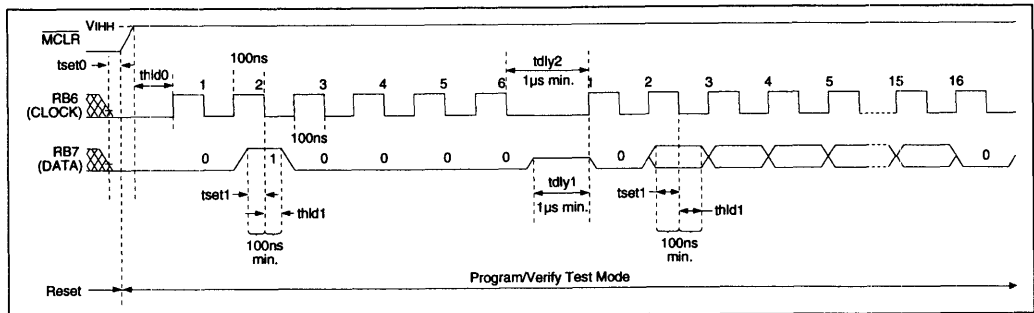 VIHH
MCLR
tset0
thld0
100ns
tdly2
1µs min.
1 2 3 4 5 6 1 2 3 4 5 15 16
RB6
(CLOCK)
100ns
RB7
(DATA)
0 1 0 0 0 0 0 0
tdly1
1µs min.
tset1
thld1
100ns
min.
tset1
thld1
100ns
min.
Reset
Program/Verify Test Mode